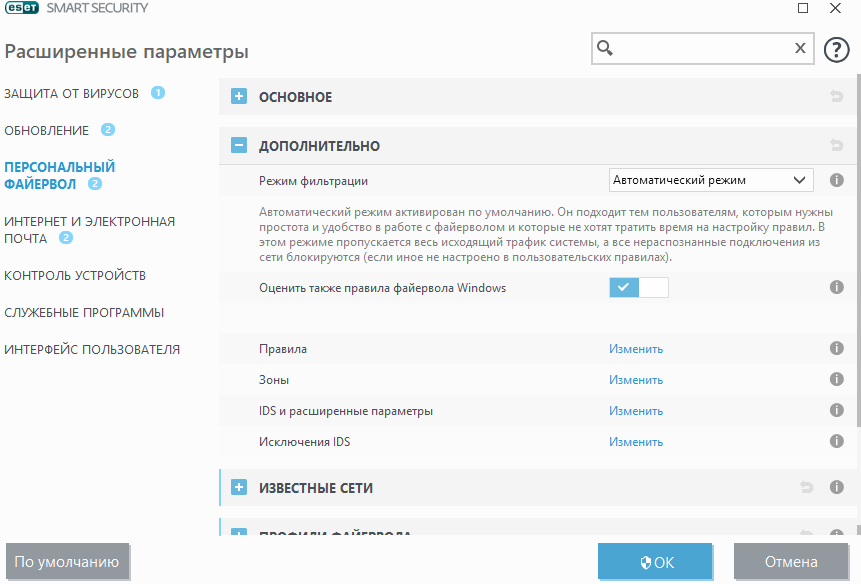 eset SMART SECURITY
Расширенные параметры
ЗАЩИТА ОТ ВИРУСОВ 1
ОБНОВЛЕНИЕ 2
ПЕРСОНАЛЬНЫЙ
ФАЙЕРВОЛ 2
ИНТЕРНЕТ И ЭЛЕКТРОННАЯ
ПОЧТА 2
КОНТРОЛЬ УСТРОЙСТВ
СЛУЖЕБНЫЕ ПРОГРАММЫ
ИНТЕРФЕЙС ПОЛЬЗОВАТЕЛЯ
ОСНОВНОЕ
ДОПОЛНИТЕЛЬНО
Режим фильтрации Автоматический режим
Автоматический режим активирован по умолчанию. Он подходит тем пользователям, которым нужны
простота и удобство в работе с файерволом и которые не хотят тратить время на настройку правил. В
этом режиме пропускается весь исходящий трафик системы, а все нераспознанные подключения из
сети блокируются (если иное не настроено в пользовательских правилах).
Оценить также правила файервола Windows
Правила Изменить
Зоны Изменить
IDS и расширенные параметры Изменить
Исключения IDS Изменить
ИЗВЕСТНЫЕ СЕТИ
ПРОФИЛИ ФАЙЕРВОЛА
По умолчанию OK Отмена